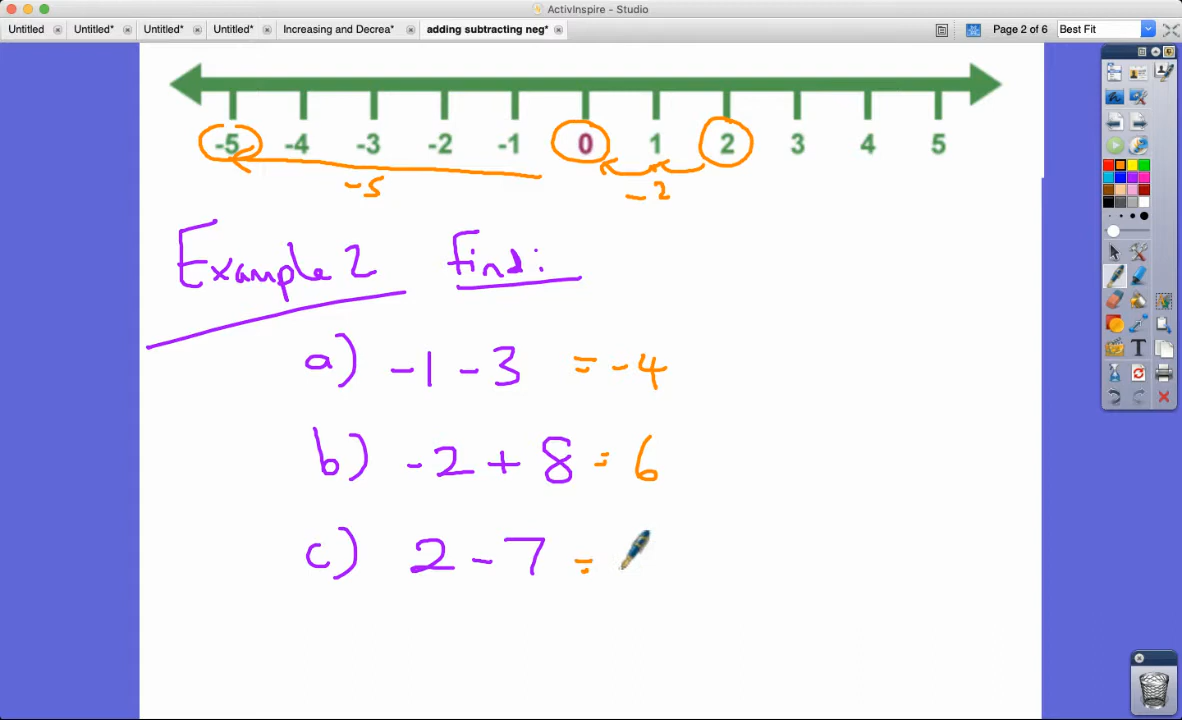 ActivInspire - Studio
Untitled Untitled* Untitled* Untitled* Increasing and Decrea* adding subtracting neg* Page 2 of 6 Best Fit
-5 -4 -3 -2 -1 0 1 2 3 4 5
-5 -2
Example 2 Find:
a) -1 - 3 = -4
b) -2 + 8 = 6
c) 2 - 7 =